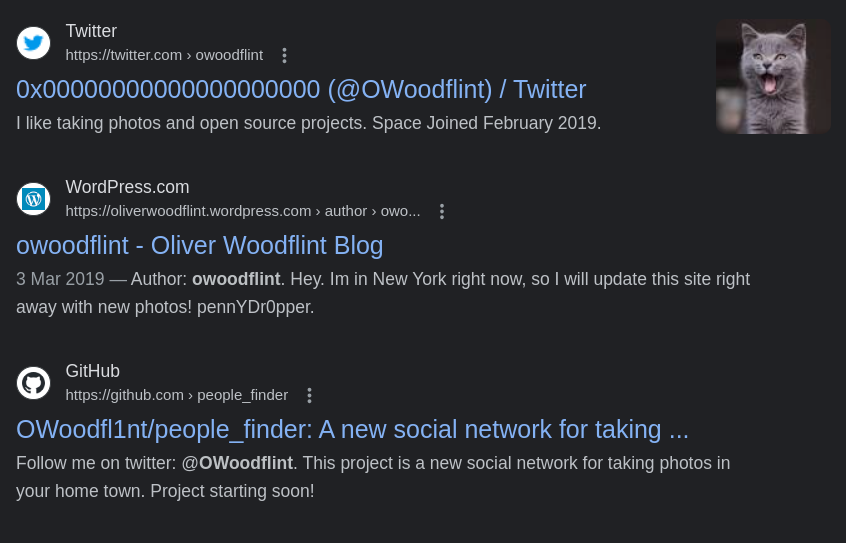 Twitter
https://twitter.com › owoodflint
0x00000000000000000000 (@OWoodflint) / Twitter
I like taking photos and open source projects. Space Joined February 2019.
WordPress.com
https://oliverwoodflint.wordpress.com › author › owo...
owoodflint - Oliver Woodflint Blog
3 Mar 2019 — Author: owoodflint. Hey. Im in New York right now, so I will update this site right
away with new photos! pennYDr0pper.
GitHub
https://github.com › people_finder
OWoodfl1nt/people_finder: A new social network for taking ...
Follow me on twitter: @OWoodflint. This project is a new social network for taking photos in
your home town. Project starting soon!